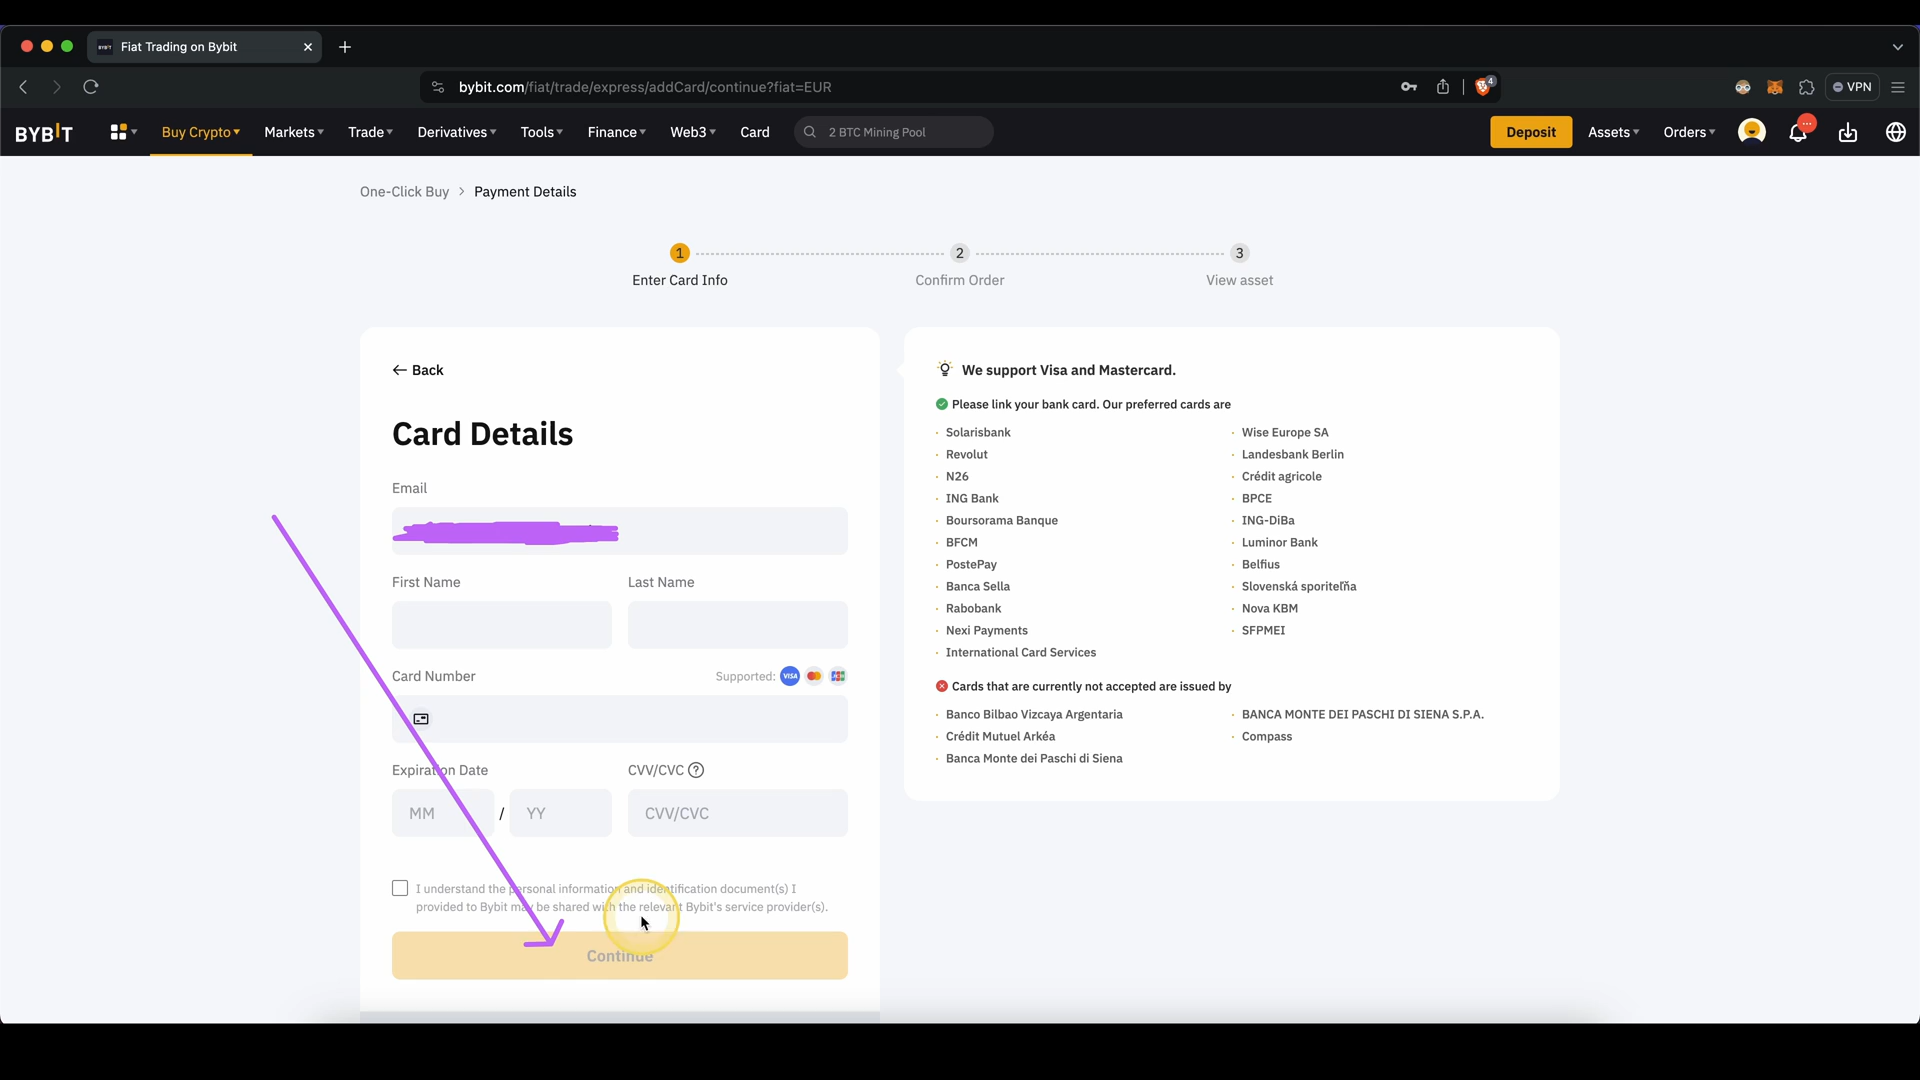 Fiat Trading on Bybit
bybit.com/fiat/trade/express/addCard/continue?fiat=EUR
4
VPN
BYBIT
Buy Crypto
Markets
Trade
Derivatives
Tools
Finance
Web3
Card
2 BTC Mining Pool
Deposit
Assets
Orders
One-Click Buy > Payment Details
1
2
3
Enter Card Info
Confirm Order
View asset
← Back
Card Details
Email
First Name
Last Name
Card Number
Supported:
VISA
Expiration Date
CVV/CVC ?
MM
/
YY
CVV/CVC
I understand the personal information and identification document(s) I
provided to Bybit may be shared with the relevant Bybit's service provider(s).
Continue
We support Visa and Mastercard.
Please link your bank card. Our preferred cards are
· Solarisbank
· Revolut
· N26
· ING Bank
· Boursorama Banque
· BFCM
· PostePay
· Banca Sella
· Rabobank
· Nexi Payments
· International Card Services
· Wise Europe SA
· Landesbank Berlin
· Crédit agricole
· BPCE
· ING-DiBa
· Luminor Bank
· Belfius
· Slovenská sporiteľňa
· Nova KBM
· SFPMEI
Cards that are currently not accepted are issued by
· Banco Bilbao Vizcaya Argentaria
· Crédit Mutuel Arkéa
· Banca Monte dei Paschi di Siena
· BANCA MONTE DEI PASCHI DI SIENA S.P.A.
· Compass